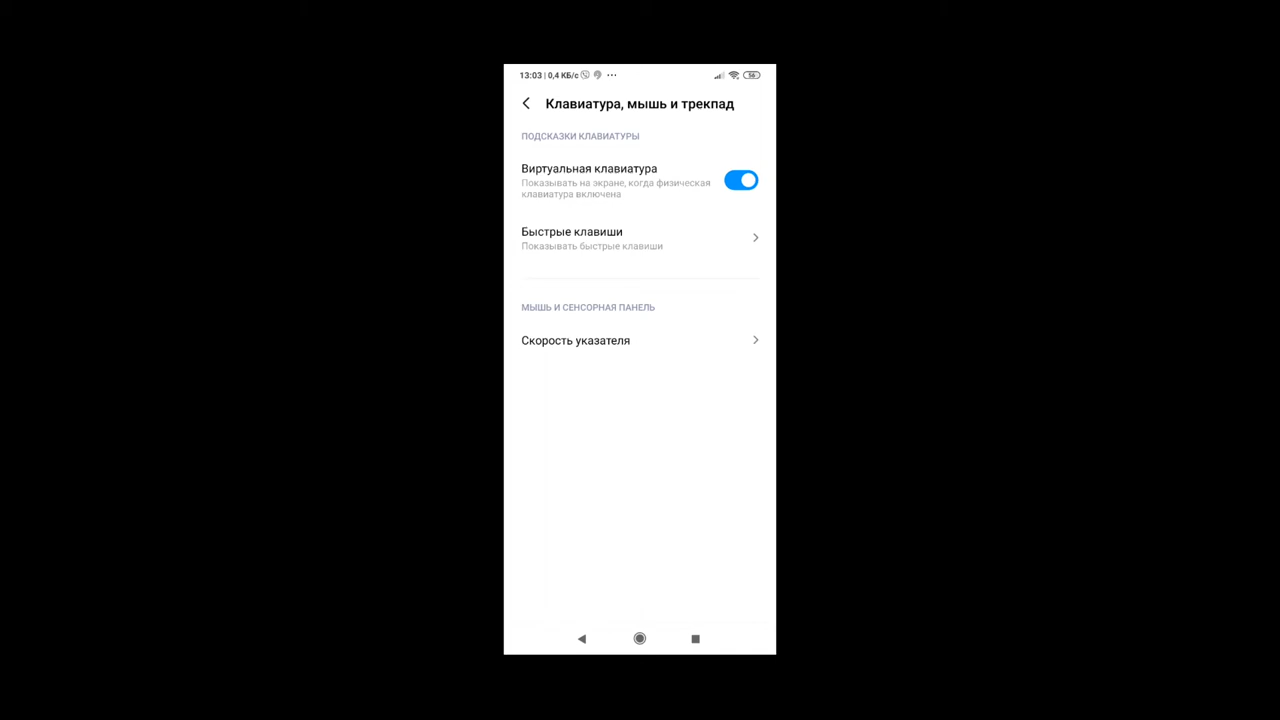 13:03 | 0,4 КБ/с ... 56
Клавиатура, мышь и трекпад
ПОДСКАЗКИ КЛАВИАТУРЫ
Виртуальная клавиатура
Показывать на экране, когда физическая
клавиатура включена
Быстрые клавиши
Показывать быстрые клавиши
МЫШЬ И СЕНСОРНАЯ ПАНЕЛЬ
Скорость указателя